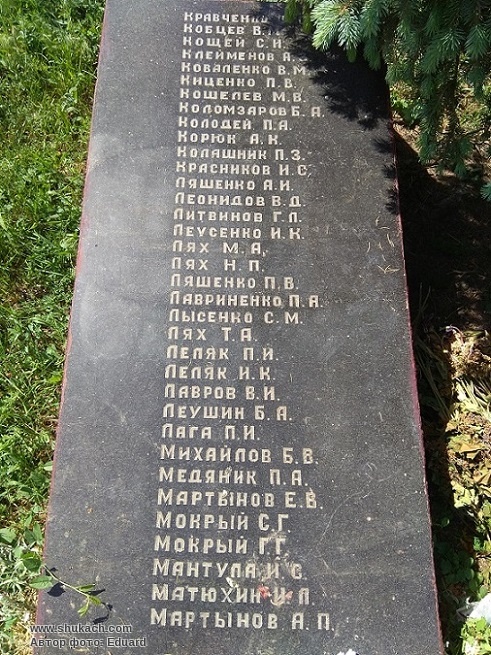 Кравченко
Кобцев В.
Кощей С.И.
Клейменов А.
Коваленко В.М.
Киценко П.В.
Кошелев М.В.
Коломзаров Б.А.
Колодей П.А.
Корюк А.К.
Колашник П.З.
Красников И.С.
Ляшенко А.И.
Леонидов В.Д.
Литвинов Г.Л.
Леусенко И.К.
Лях М.А.
Лях Н.П.
Ляшенко П.В.
Лавриненко П.А.
Лысенко С.М.
Лях Т.А.
Леляк П.И.
Леляк И.К.
Лавров В.И.
Леушин Б.А.
Лага П.И.
Михайлов Б.В.
Медяник П.А.
Мартынов Е.В.
Мокрый С.Г.
Мокрый Г.Г.
Мантула И.С.
Матюхин И.Л.
Мартынов А.П.
www.shukach.com
Автор фото: Eduard